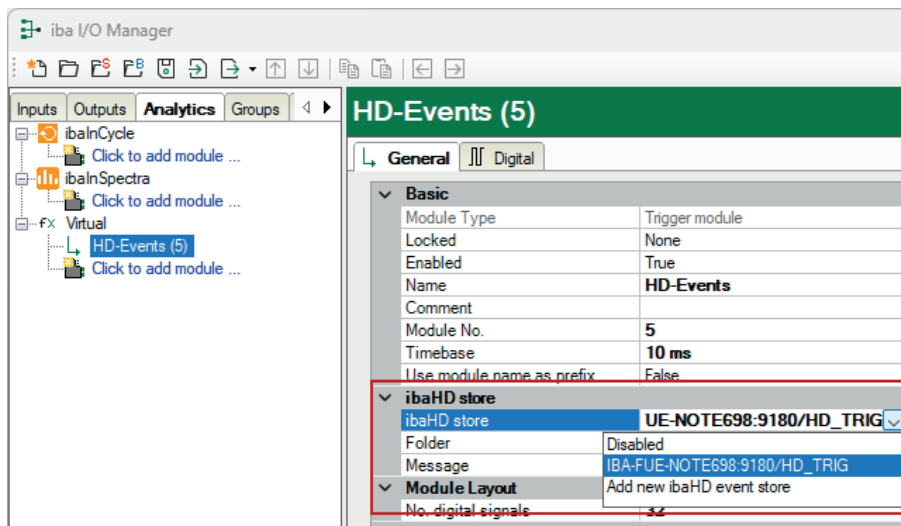 iba I/O Manager
Inputs Outputs Analytics Groups
HD-Events (5)
ibaInCycle
Click to add module ...
ibaInSpectra
Click to add module ...
fx Virtual
HD-Events (5)
Click to add module ...
General Digital
Basic
Module Type Trigger module
Locked None
Enabled True
Name HD-Events
Comment
Module No. 5
Timebase 10 ms
Use module name as prefix False
ibaHD store
ibaHD store UE-NOTE698:9180/HD_TRIG
Folder
Message
Disabled
IBA-FUE-NOTE698:9180/HD_TRIG
Add new ibaHD event store
Module Layout
No. digital signals 32